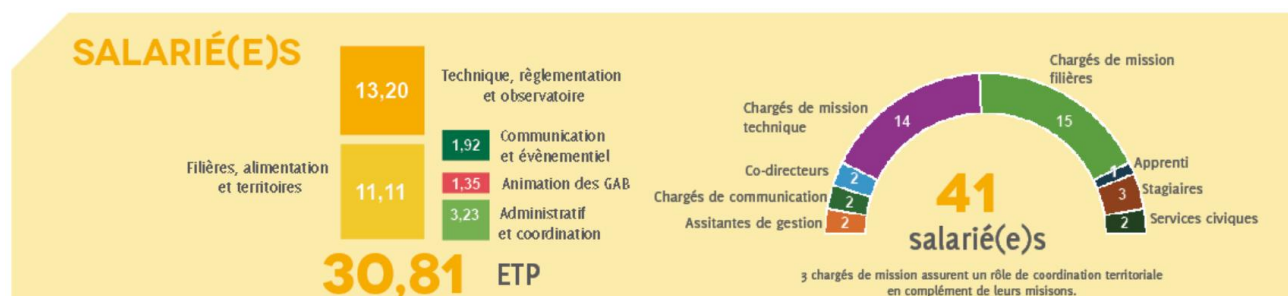 SALARIÉ(E)S
13,20
Technique, règlementation
et observatoire
Filières, alimentation
et territoires
11,11
1,92
Communication
et évènementiel
1,35
Animation des GAB
3,23
Administratif
et coordination
30,81 ETP
Chargés de mission
filières
Chargés de mission
technique
14
15
Co-directeurs
2
Chargés de communication
2
Assitantes de gestion
2
1
Apprenti
3
Stagiaires
2
Services civiques
41
salarié(e)s
3 chargés de mission assurent un rôle de coordination territoriale
en complément de leurs misisons.